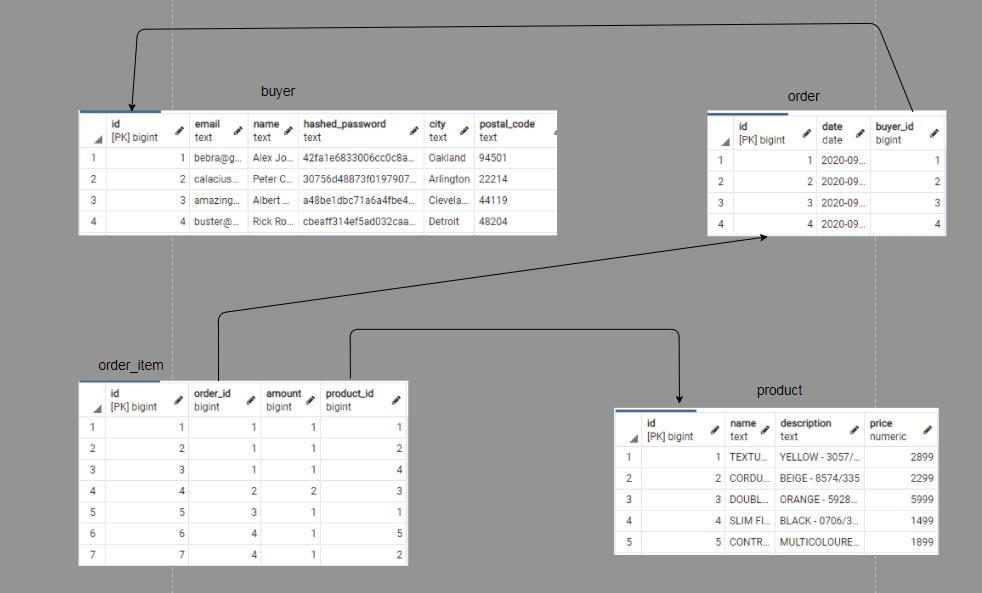 buyer
id email name hashed_password city postal_code
[PK] bigint text text text text text
1 1 bebra@g... Alex Jo... 42fa1e6833006cc0c8a... Oakland 94501
2 2 calacius... Peter C... 30756d48873f0197907... Arlington 22214
3 3 amazing... Albert ... a48be1dbc71a6a4fbe4... Clevela... 44119
4 4 buster@... Rick Ro... cbeaff314ef5ad032caa... Detroit 48204
order
id date buyer_id
[PK] bigint date bigint
1 1 2020-09... 1
2 2 2020-09... 2
3 3 2020-09... 3
4 4 2020-09... 4
order_item
id order_id amount product_id
[PK] bigint bigint bigint bigint
1 1 1 1 1
2 2 1 1 2
3 3 1 1 4
4 4 2 2 3
5 5 3 1 1
6 6 4 1 5
7 7 4 1 2
product
id name description price
[PK] bigint text text numeric
1 1 TEXTU... YELLOW - 3057/... 2899
2 2 CORDU... BEIGE - 8574/335 2299
3 3 DOUBL... ORANGE - 5928... 5999
4 4 SLIM FI... BLACK - 0706/3... 1499
5 5 CONTR... MULTICOLOURE... 1899